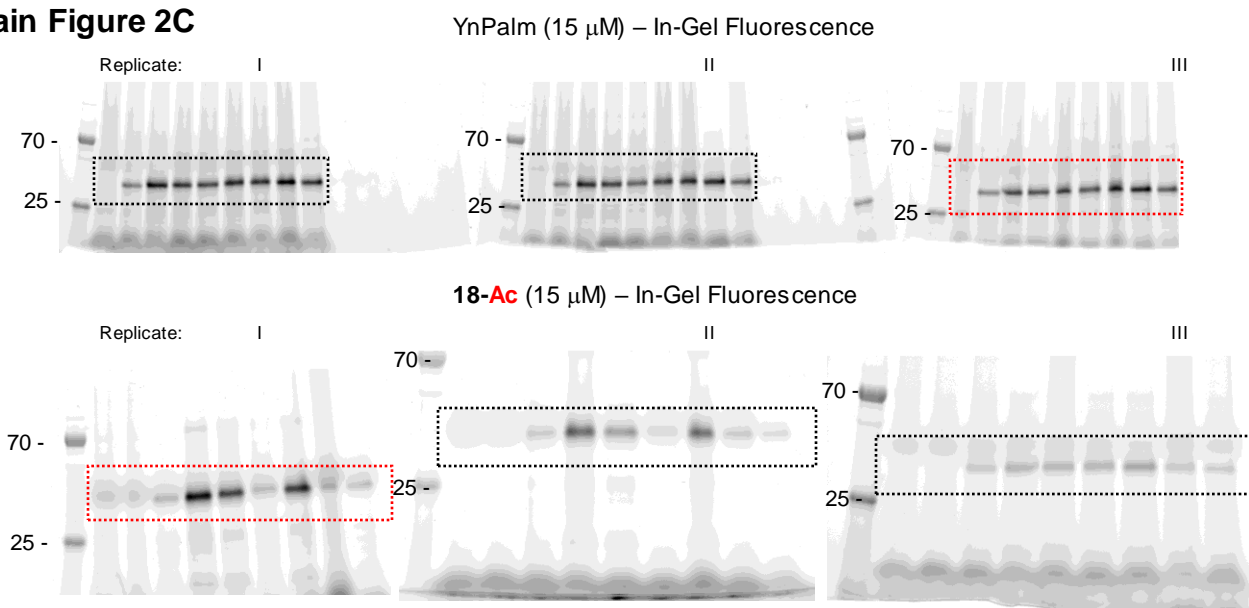 ain Figure 2C
YnPalm (15 μM) – In-Gel Fluorescence
Replicate: I II III
70 - 70 - 70 -
25 - 25 - 25 -
18-Ac (15 μM) – In-Gel Fluorescence
Replicate: I II III
70 - 70 - 70 -
25 - 25 - 25 -